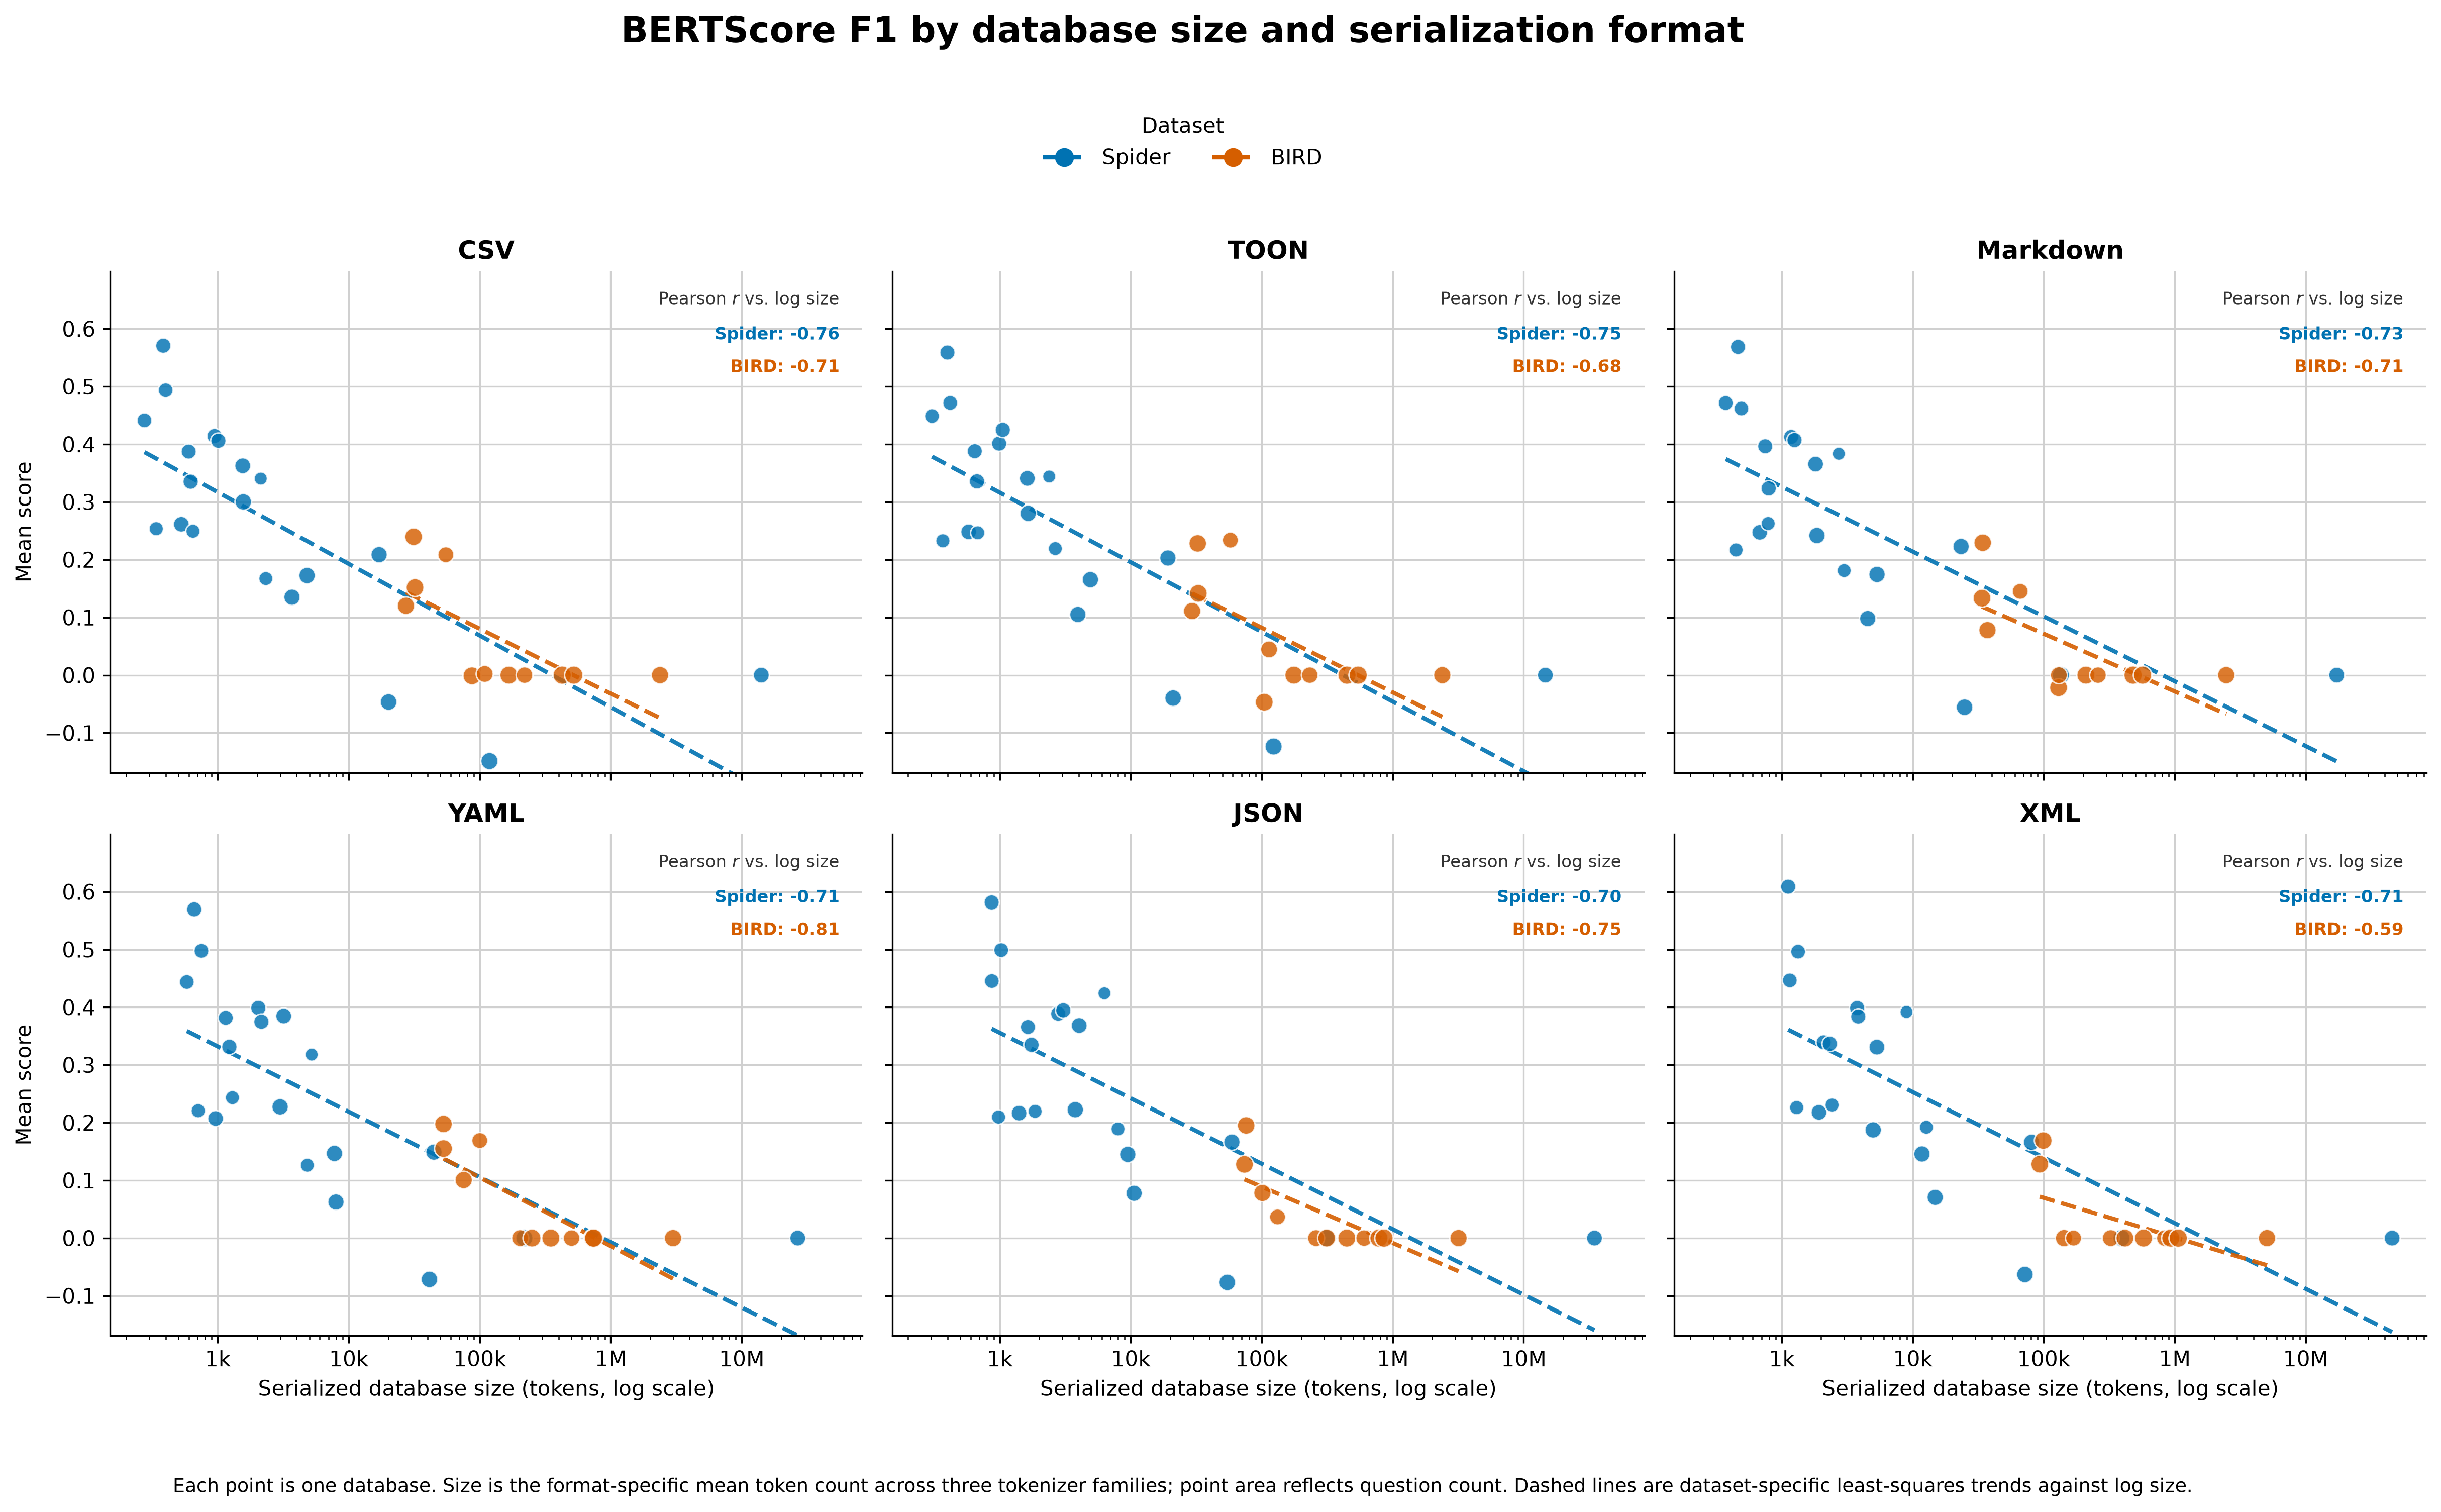 BERTScore F1 by database size and serialization format
Dataset
Spider
BIRD
CSV
TOON
Markdown
Pearson r vs. log size
Spider: -0.76
BIRD: -0.71
Pearson r vs. log size
Spider: -0.75
BIRD: -0.68
Pearson r vs. log size
Spider: -0.73
BIRD: -0.71
Mean score
0.6
0.5
0.4
0.3
0.2
0.1
0.0
−0.1
YAML
JSON
XML
Pearson r vs. log size
Spider: -0.71
BIRD: -0.81
Pearson r vs. log size
Spider: -0.70
BIRD: -0.75
Pearson r vs. log size
Spider: -0.71
BIRD: -0.59
Mean score
0.6
0.5
0.4
0.3
0.2
0.1
0.0
−0.1
1k 10k 100k 1M 10M
1k 10k 100k 1M 10M
1k 10k 100k 1M 10M
Serialized database size (tokens, log scale)
Serialized database size (tokens, log scale)
Serialized database size (tokens, log scale)
Each point is one database. Size is the format-specific mean token count across three tokenizer families; point area reflects question count. Dashed lines are dataset-specific least-squares trends against log size.